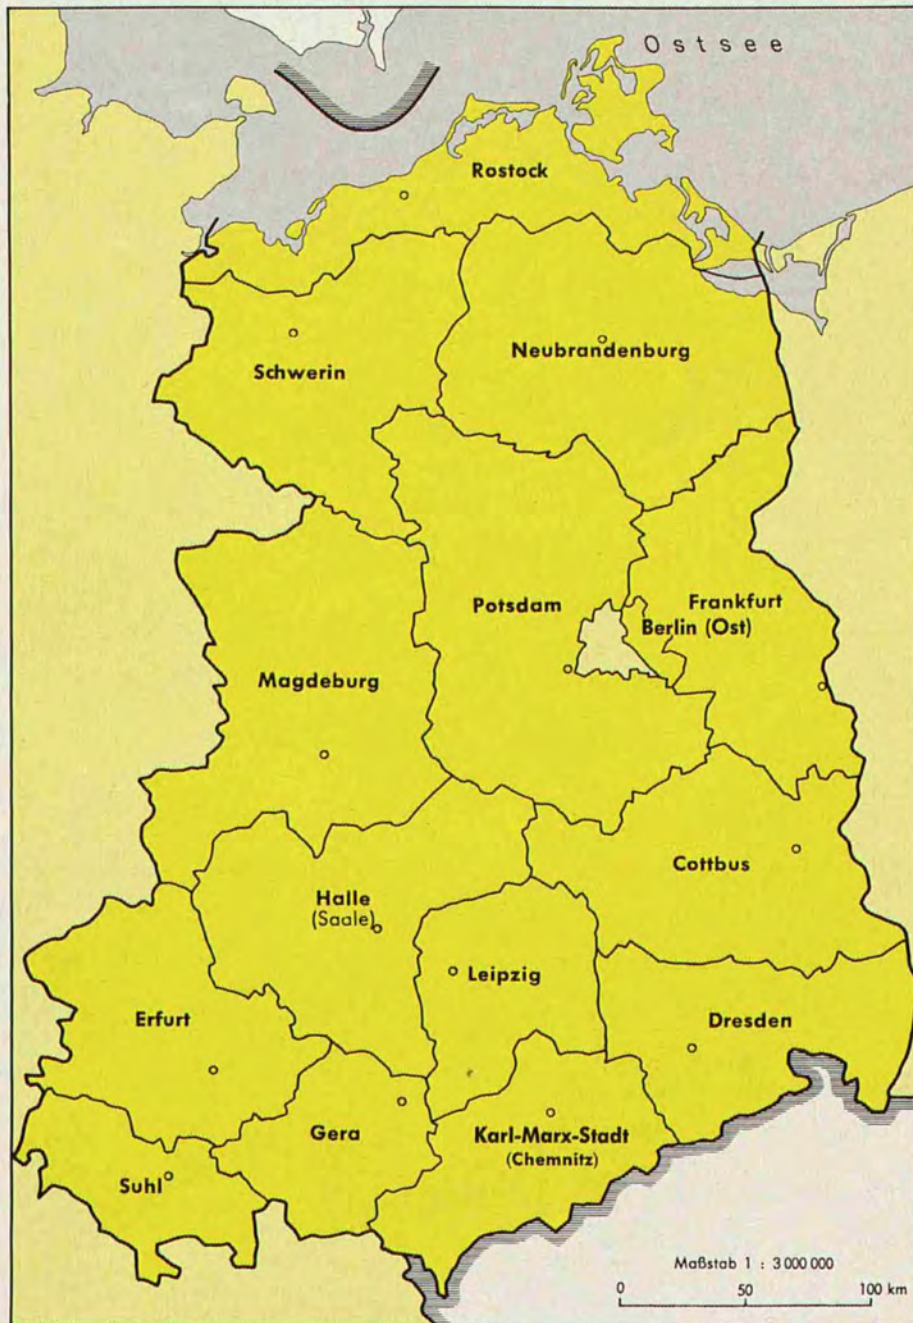 Ostsee
Rostock
Schwerin
Neubrandenburg
Potsdam
Frankfurt
Berlin (Ost)
Magdeburg
Cottbus
Halle
(Saale)
Leipzig
Erfurt
Dresden
Gera
Karl-Marx-Stadt
(Chemnitz)
Suhl
Maßstab 1 : 3 000 000
0 50 100 km